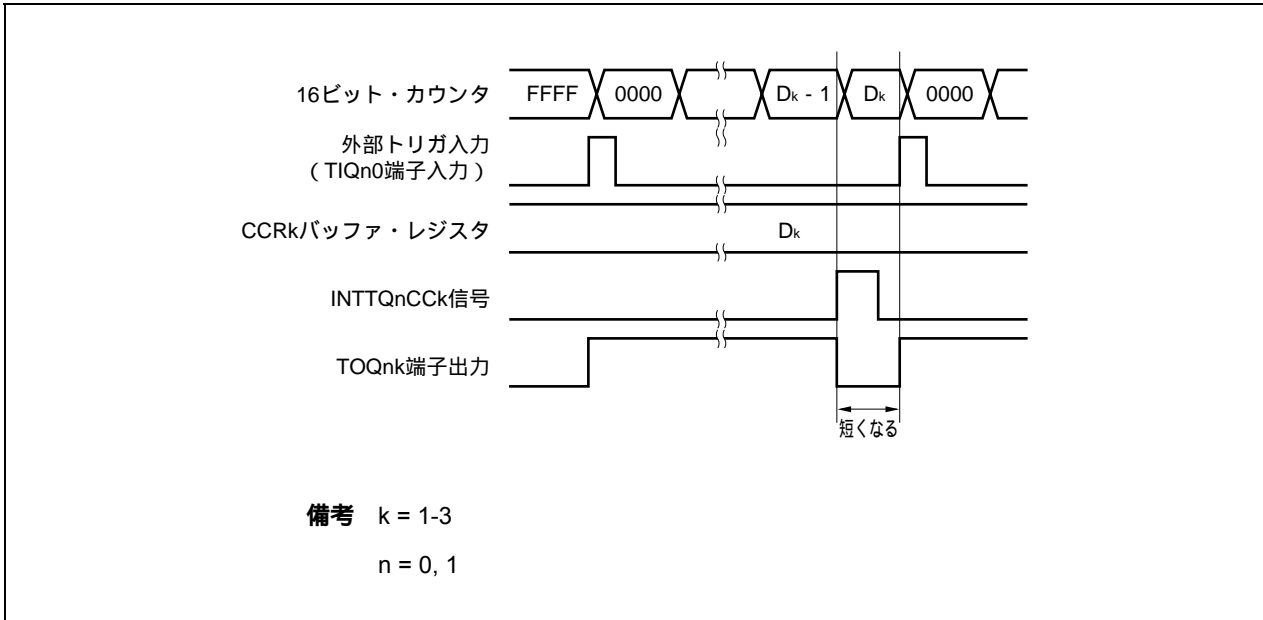 16ビット・カウンタ FFFF 0000 Dk - 1 Dk 0000
外部トリガ入力
（TIQn0端子入力）
CCRkバッファ・レジスタ Dk
INTTQnCCk信号
TOQnk端子出力
短くなる
備考 k = 1-3
n = 0, 1